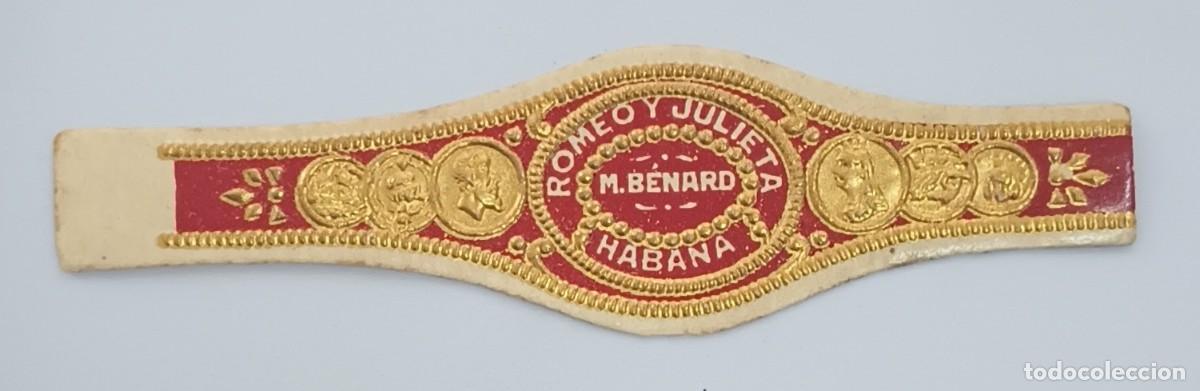 ROMEO Y JULIETA
M. BENARD
HABANA
todocoleccion